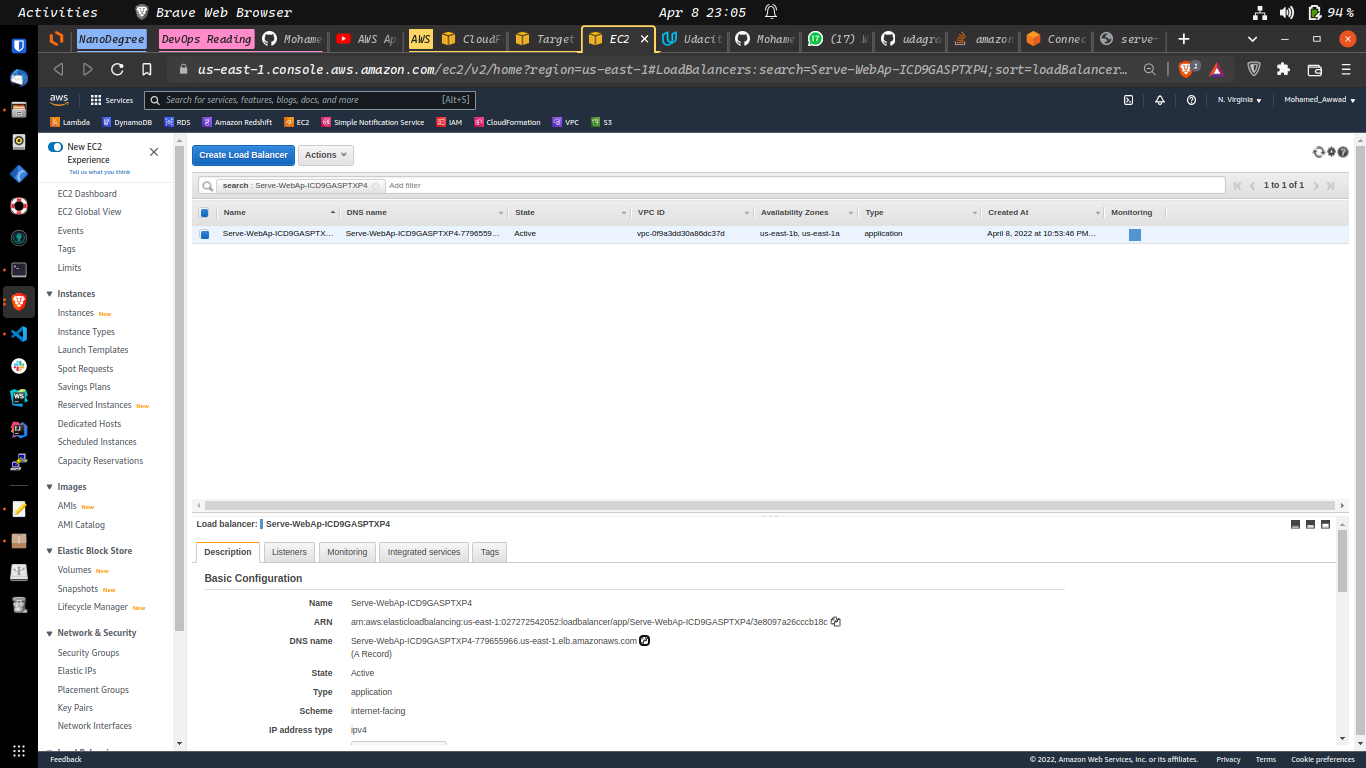 Activities
Brave Web Browser
Apr 8 23:05
94 %
NanoDegree
DevOps Reading
Mohame
AWS Ap
AWS
CloudF
Target
EC2
Udacit
Mohame
(17) W
udagra
amazon
Connec
serve-
us-east-1.console.aws.amazon.com/ec2/v2/home?region=us-east-1#LoadBalancers:search=Serve-WebAp-ICD9GASPTXP4;sort=loadBalancer…
1
aws
Services
Search for services, features, blogs, docs, and more
[Alt+S]
N. Virginia
Mohamed_Awwad
Lambda
DynamoDB
RDS
Amazon Redshift
EC2
Simple Notification Service
IAM
CloudFormation
VPC
S3
New EC2
Experience
Tell us what you think
EC2 Dashboard
EC2 Global View
Events
Tags
Limits
Instances
Instances New
Instance Types
Launch Templates
Spot Requests
Savings Plans
Reserved Instances New
Dedicated Hosts
Scheduled Instances
Capacity Reservations
Images
AMIs New
AMI Catalog
Elastic Block Store
Volumes New
Snapshots New
Lifecycle Manager New
Network & Security
Security Groups
Elastic IPs
Placement Groups
Key Pairs
Network Interfaces
Create Load Balancer
Actions
search : Serve-WebAp-ICD9GASPTXP4
Add filter
1 to 1 of 1
Name
DNS name
State
VPC ID
Availability Zones
Type
Created At
Monitoring
Serve-WebAp-ICD9GASPTX…
Serve-WebAp-ICD9GASPTXP4-7796559…
Active
vpc-0f9a3dd30a86dc37d
us-east-1b, us-east-1a
application
April 8, 2022 at 10:53:46 PM…
Load balancer: Serve-WebAp-ICD9GASPTXP4
Description
Listeners
Monitoring
Integrated services
Tags
Basic Configuration
Name Serve-WebAp-ICD9GASPTXP4
ARN arn:aws:elasticloadbalancing:us-east-1:027272542052:loadbalancer/app/Serve-WebAp-ICD9GASPTXP4/3e8097a26cccb18c
DNS name Serve-WebAp-ICD9GASPTXP4-779655966.us-east-1.elb.amazonaws.com
(A Record)
State Active
Type application
Scheme internet-facing
IP address type ipv4
Feedback
© 2022, Amazon Web Services, Inc. or its affiliates.
Privacy
Terms
Cookie preferences